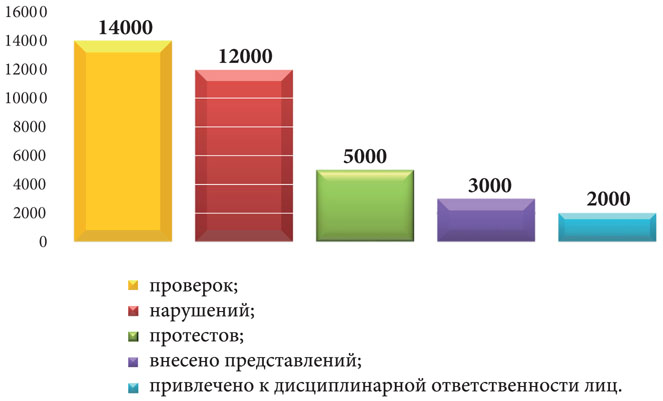 16000
14000
14000
12000
12000
10000
8000
5000
6000
4000
3000
2000
2000
0
проверок;
нарушений;
протестов;
внесено представлений;
привлечено к дисциплинарной ответственности лиц.